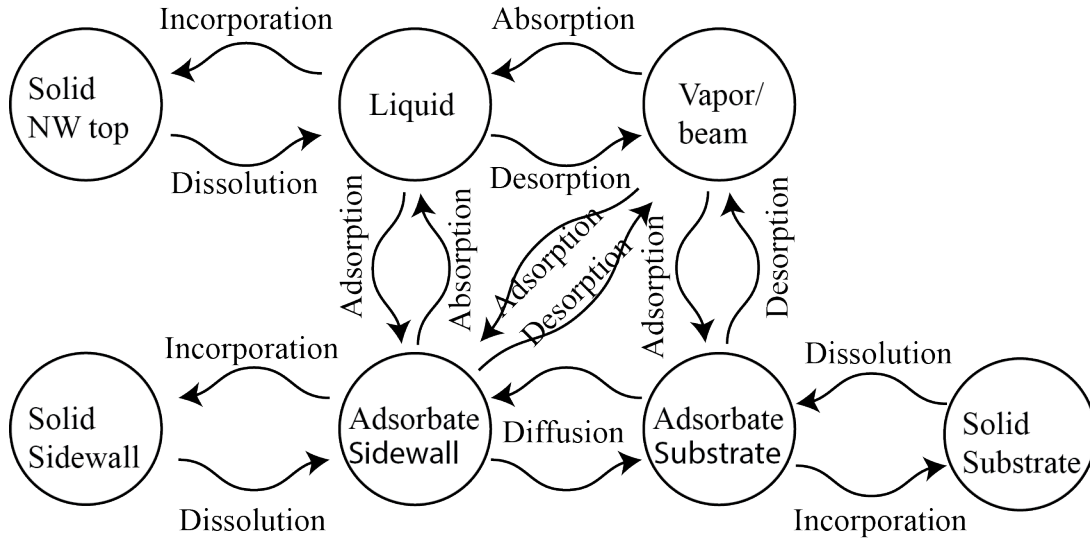 Incorporation
Absorption
Solid
NW top
Liquid
Vapor/
beam
Dissolution
Desorption
Adsorption
Absorption
Adsorption
Desorption
Adsorption
Desorption
Incorporation
Dissolution
Solid
Sidewall
Adsorbate
Sidewall
Diffusion
Adsorbate
Substrate
Solid
Substrate
Dissolution
Incorporation